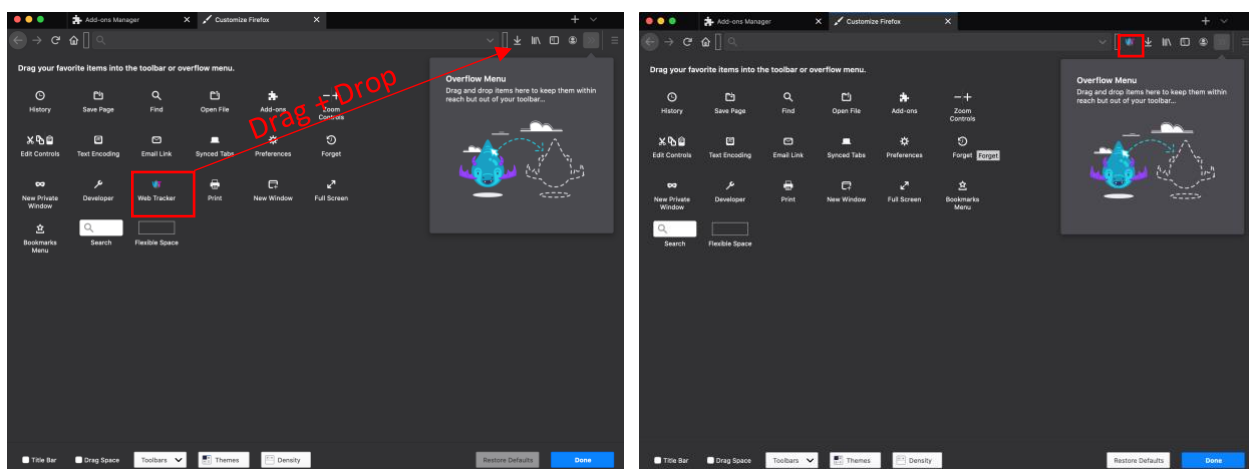 Add-ons Manager
Customize Firefox
Drag your favorite items into the toolbar or overflow menu.
History Save Page Find Open File Add-ons Zoom Controls
Edit Controls Text Encoding Email Link Synced Tabs Preferences Forget
New Private Window Developer Web Tracker Print New Window Full Screen
Bookmarks Menu Search Flexible Space
Drag + Drop
Overflow Menu
Drag and drop items here to keep them within
reach but out of your toolbar...
Title Bar Drag Space Toolbars Themes Density Restore Defaults Done
Add-ons Manager
Customize Firefox
Drag your favorite items into the toolbar or overflow menu.
History Save Page Find Open File Add-ons Zoom Controls
Edit Controls Text Encoding Email Link Synced Tabs Preferences Forget Forget
New Private Window Developer Print New Window Full Screen Bookmarks Menu
Search Flexible Space
Overflow Menu
Drag and drop items here to keep them within
reach but out of your toolbar...
Title Bar Drag Space Toolbars Themes Density Restore Defaults Done